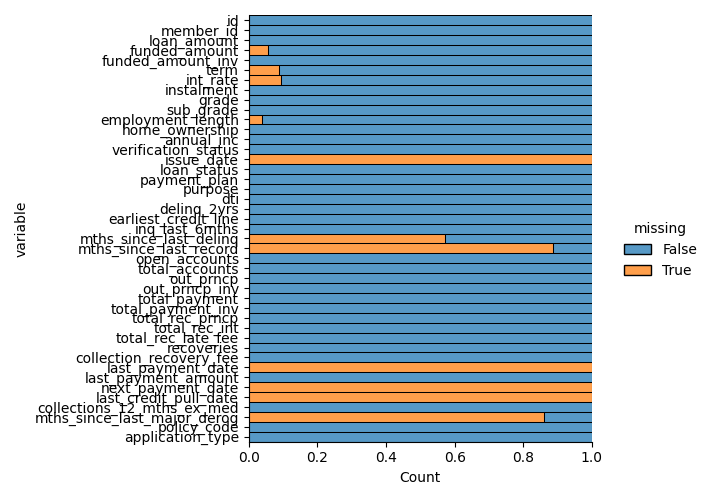 id
member_id
loan_amount
funded_amount
funded_amount_inv
term
int_rate
instalment
grade
sub_grade
employment_length
home_ownership
annual_inc
verification_status
issue_date
loan_status
payment_plan
purpose
dti
delinq_2yrs
earliest_credit_line
inq_last_6mths
mths_since_last_delinq
mths_since_last_record
open_accounts
total_accounts
out_prncp
out_prncp_inv
total_payment
total_payment_inv
total_rec_prncp
total_rec_int
total_rec_late_fee
recoveries
collection_recovery_fee
last_payment_date
last_payment_amount
next_payment_date
last_credit_pull_date
collections_12_mths_ex_med
mths_since_last_major_derog
policy_code
application_type
variable
0.0 0.2 0.4 0.6 0.8 1.0
Count
missing
False
True